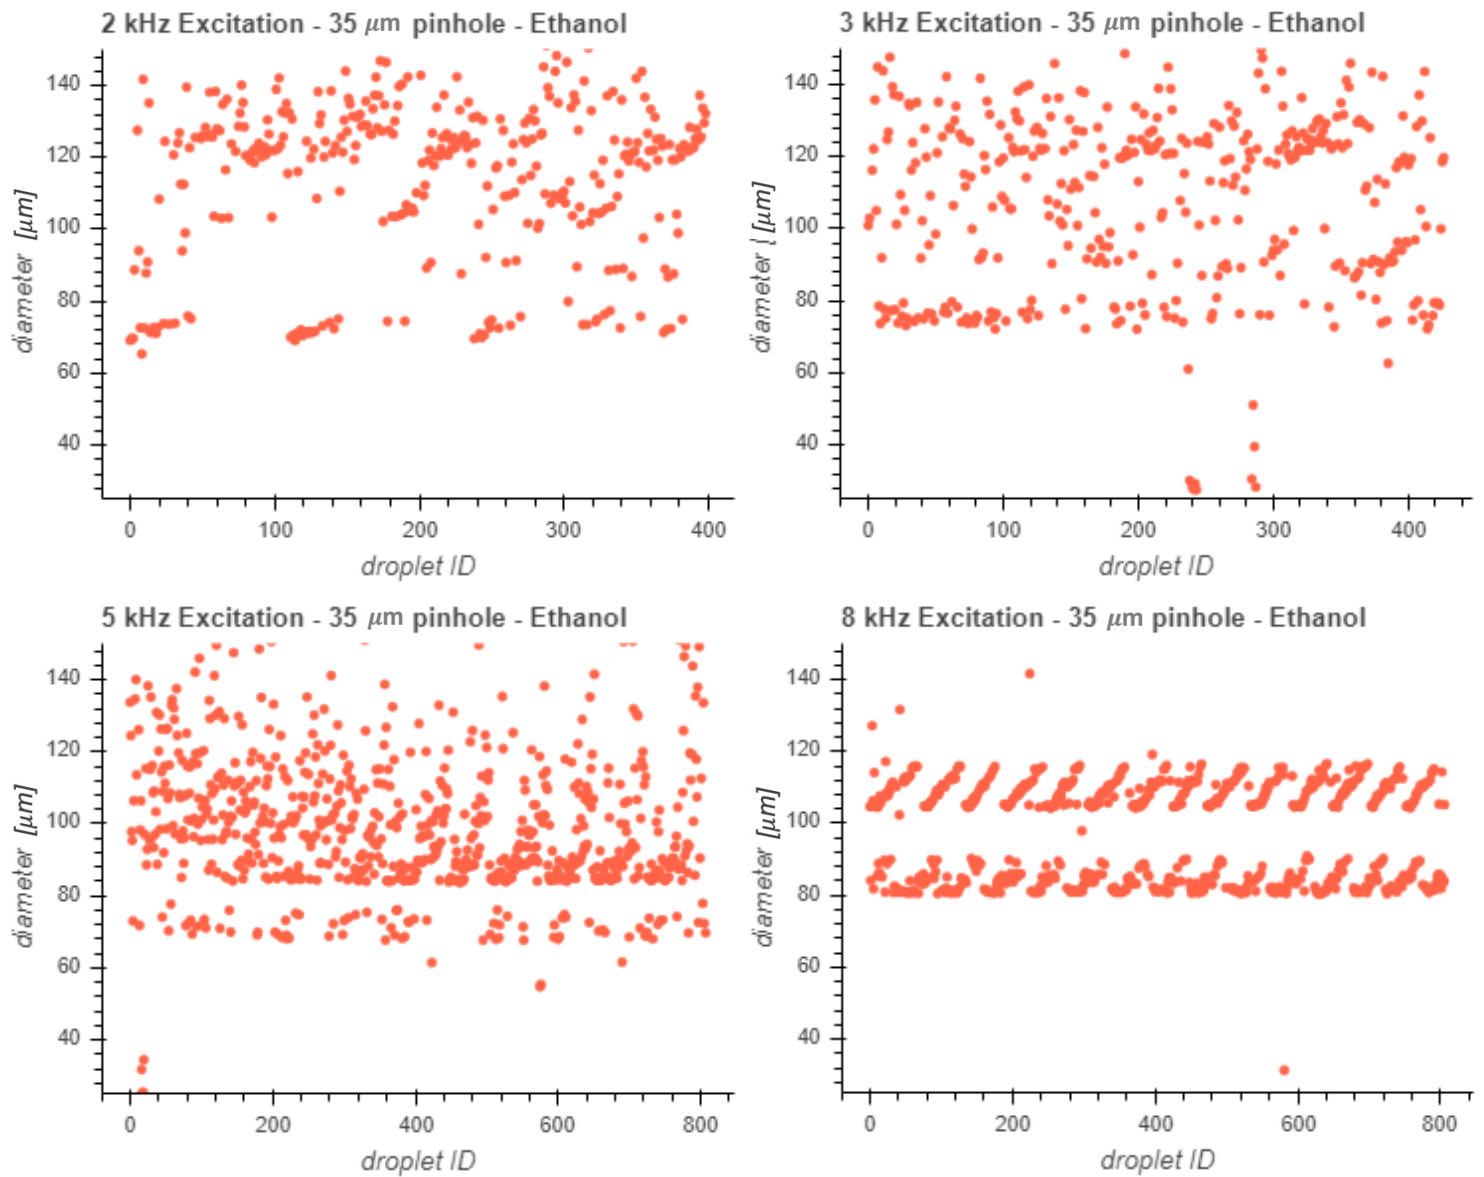 2 kHz Excitation - 35 μm pinhole - Ethanol
140
120
100
80
60
40
diameter [μm]
0 100 200 300 400
droplet ID
3 kHz Excitation - 35 μm pinhole - Ethanol
140
120
100
80
60
40
diameter [μm]
0 100 200 300 400
droplet ID
5 kHz Excitation - 35 μm pinhole - Ethanol
140
120
100
80
60
40
diameter [μm]
0 200 400 600 800
droplet ID
8 kHz Excitation - 35 μm pinhole - Ethanol
140
120
100
80
60
40
diameter [μm]
0 200 400 600 800
droplet ID